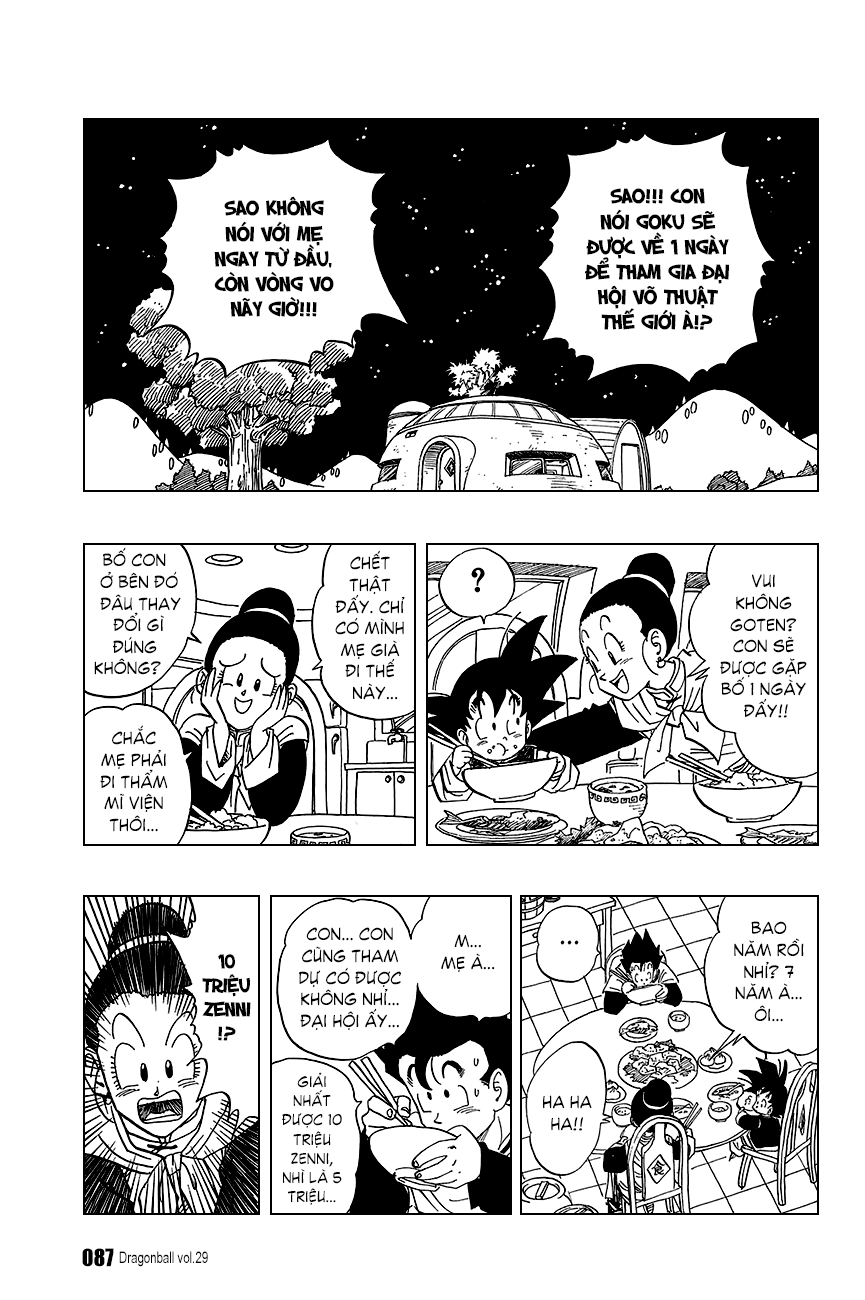 SAO!!! CON
NÓI GOKU SẼ
ĐƯỢC VỀ 1 NGÀY
ĐỂ THAM GIA ĐẠI
HỘI VÕ THUẬT
THẾ GIỚI À!?
SAO KHÔNG
NÓI VỚI MẸ
NGAY TỪ ĐẦU,
CÒN VÒNG VO
NÃY GIỜ!!!
VUI
KHÔNG
GOTEN?
CON SẼ
ĐƯỢC GẶP
BỐ 1 NGÀY
ĐẤY!!
?
CHẾT
THẬT
ĐẤY. CHỈ
CÓ MÌNH
MẸ GIÀ
ĐI THẾ
NÀY...
BỐ CON
Ở BÊN ĐÓ
ĐÂU THAY
ĐỔI GÌ
ĐÚNG
KHÔNG?
CHẮC
MẸ PHẢI
ĐI THẨM
MĨ VIỆN
THÔI...
BAO
NĂM RỒI
NHỈ? 7
NĂM À...
ÔI...
...
HA HA
HA!!
M...
MẸ À...
CON... CON
CŨNG THAM
DỰ CÓ ĐƯỢC
KHÔNG NHỈ...
ĐẠI HỘI ẤY...
GIẢI
NHẤT
ĐƯỢC 10
TRIỆU
ZENNI,
NHÌ LÀ 5
TRIỆU...
10
TRIỆU
ZENNI
!?
087 Dragonball vol.29